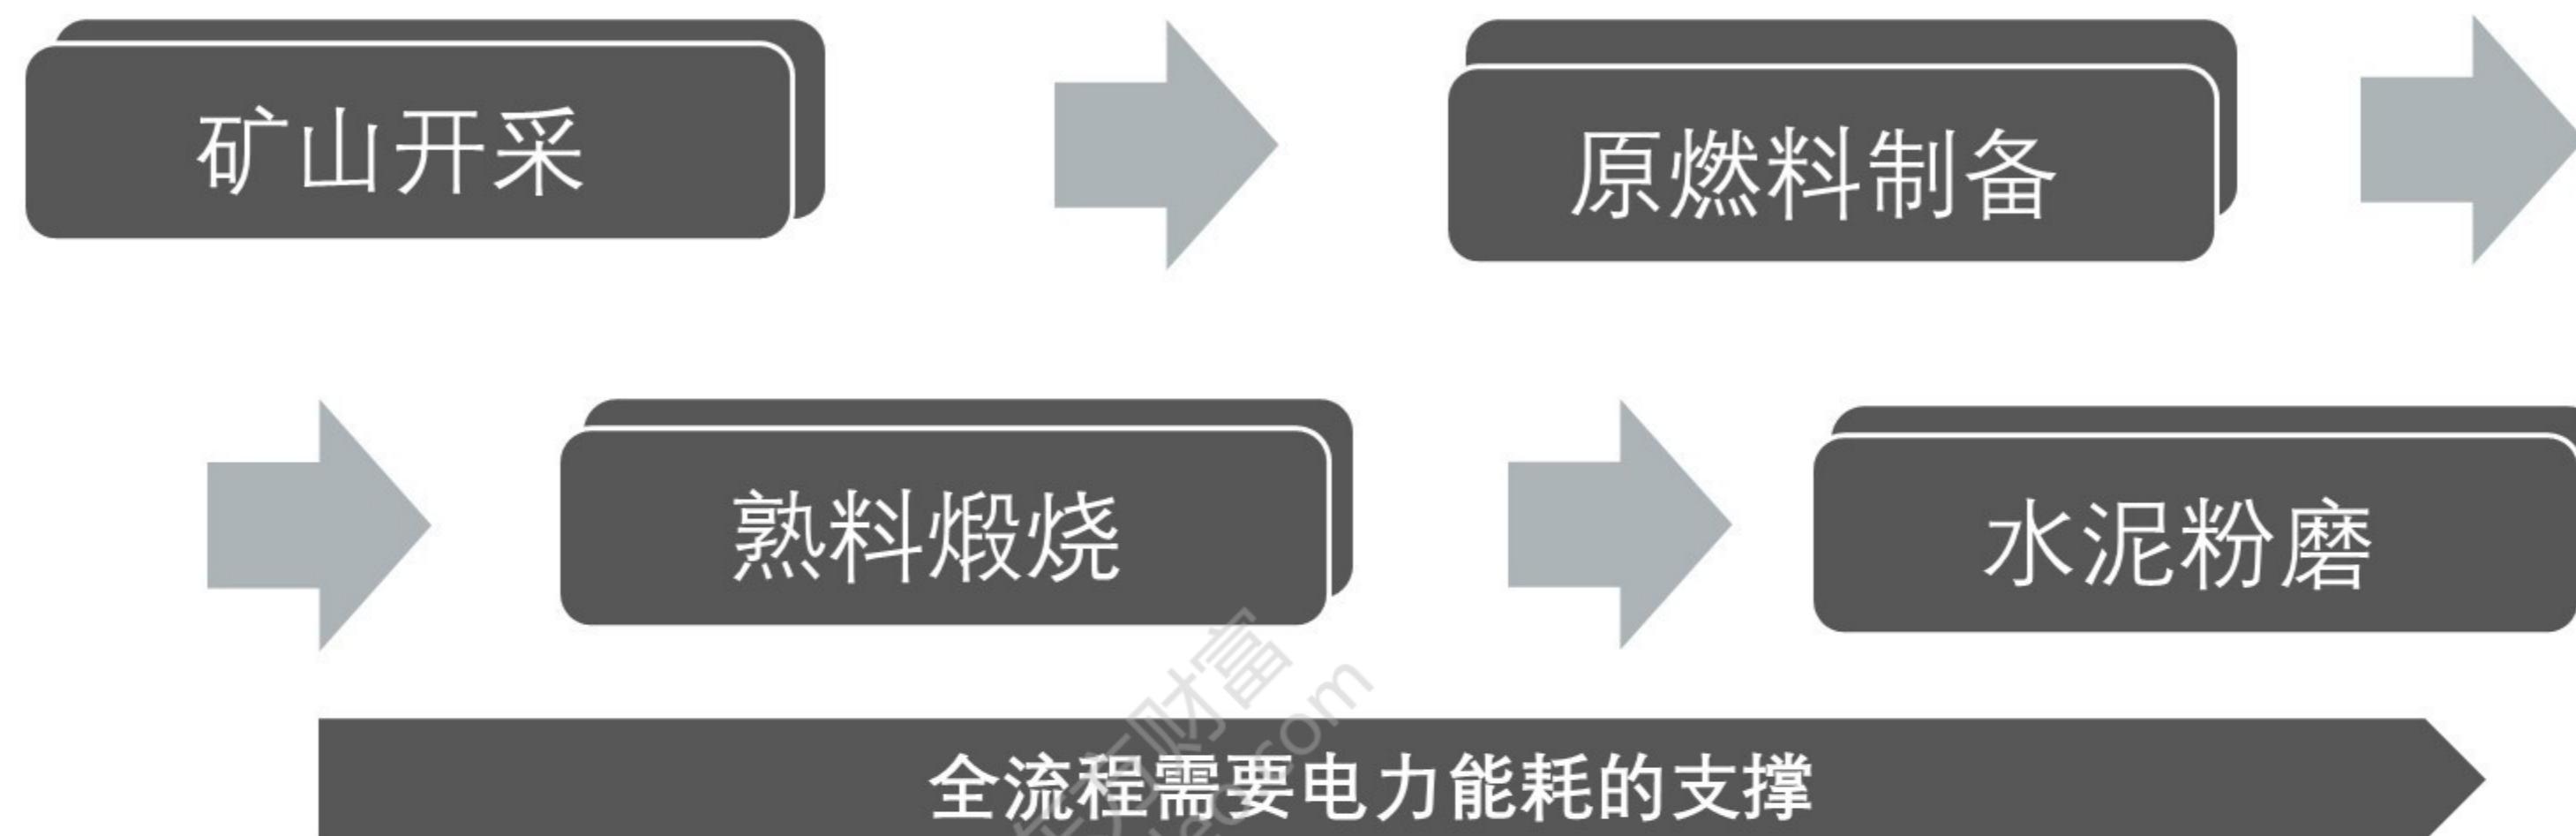 矿山开采
原燃料制备
熟料煅烧
水泥粉磨
全流程需要电力能耗的支撑